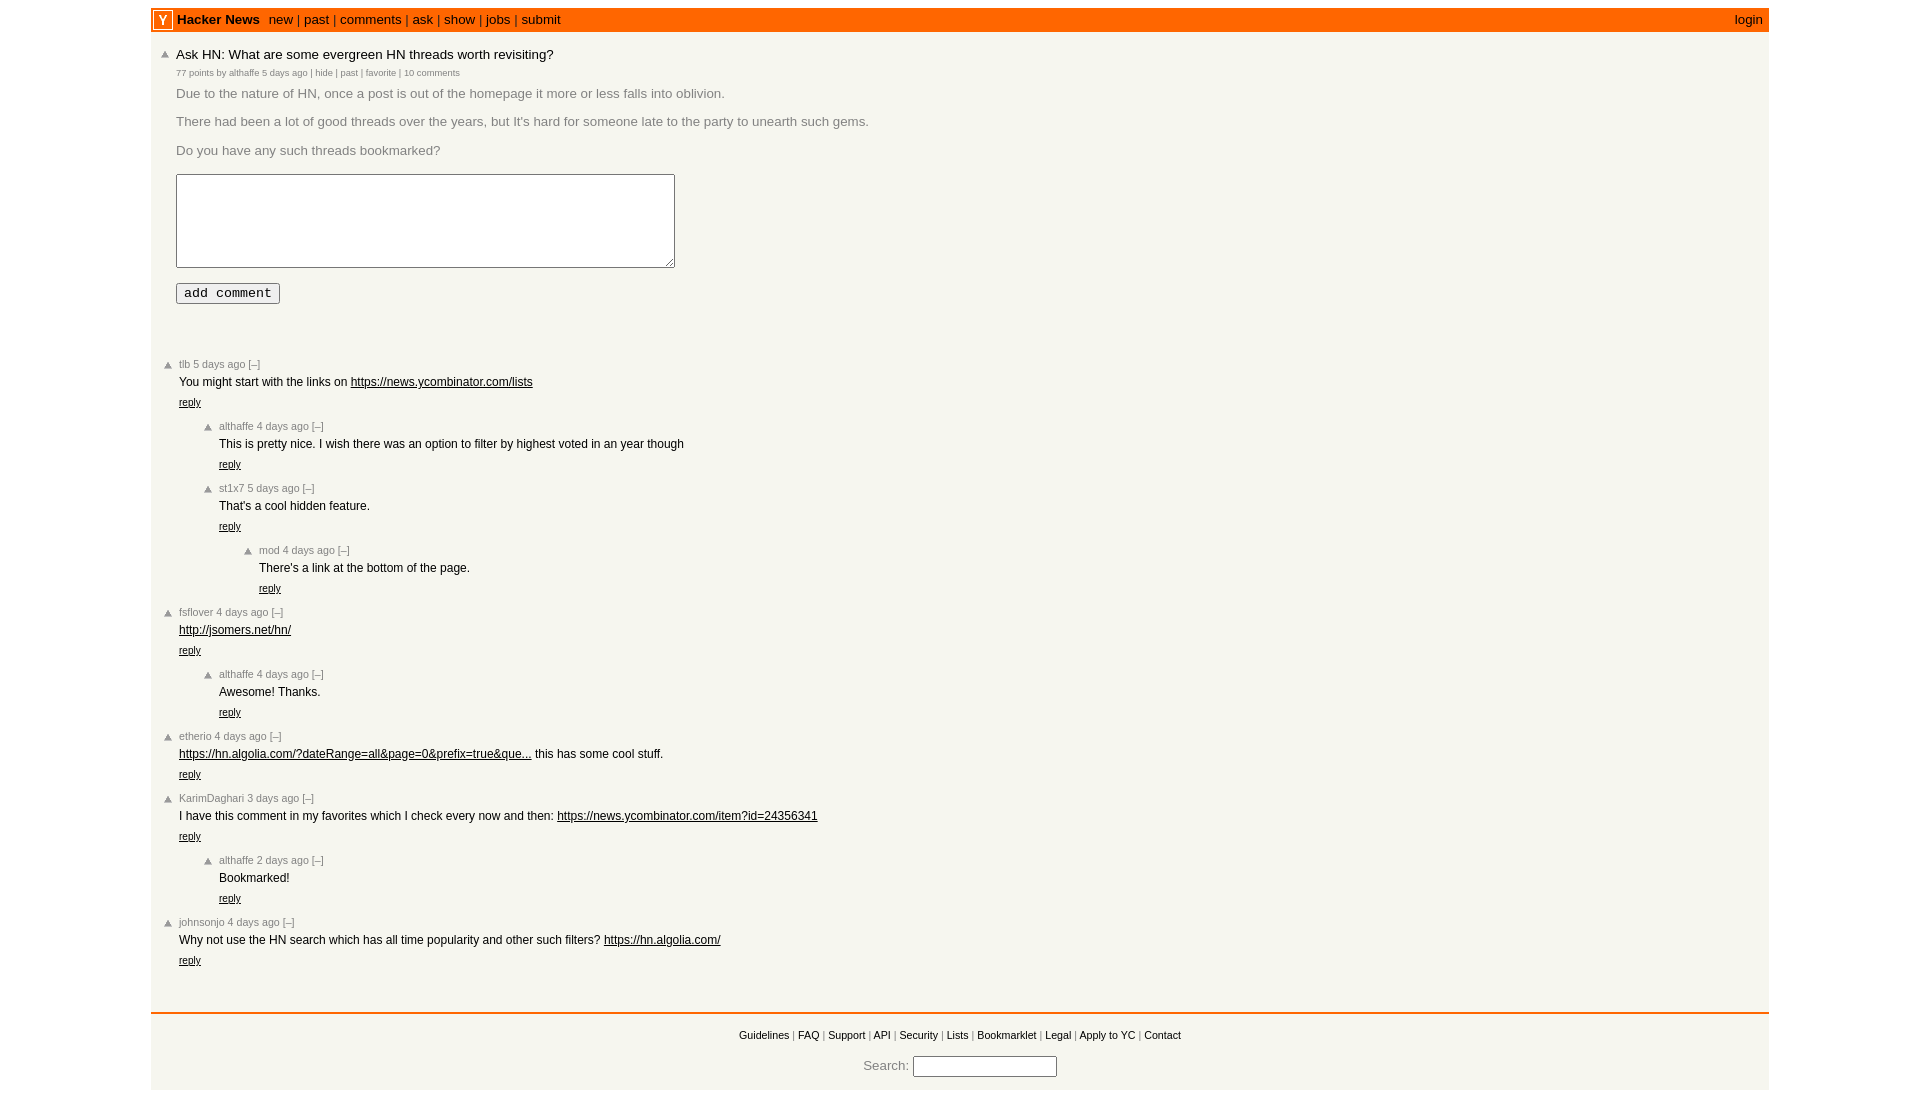 Y Hacker News new | past | comments | ask | show | jobs | submit login
Ask HN: What are some evergreen HN threads worth revisiting?
77 points by althaffe 5 days ago | hide | past | favorite | 10 comments
Due to the nature of HN, once a post is out of the homepage it more or less falls into oblivion.
There had been a lot of good threads over the years, but It's hard for someone late to the party to unearth such gems.
Do you have any such threads bookmarked?
add comment
tlb 5 days ago [–]
You might start with the links on https://news.ycombinator.com/lists
reply
althaffe 4 days ago [–]
This is pretty nice. I wish there was an option to filter by highest voted in an year though
reply
st1x7 5 days ago [–]
That's a cool hidden feature.
reply
mod 4 days ago [–]
There's a link at the bottom of the page.
reply
fsflover 4 days ago [–]
http://jsomers.net/hn/
reply
althaffe 4 days ago [–]
Awesome! Thanks.
reply
etherio 4 days ago [–]
https://hn.algolia.com/?dateRange=all&page=0&prefix=true&que... this has some cool stuff.
reply
KarimDaghari 3 days ago [–]
I have this comment in my favorites which I check every now and then: https://news.ycombinator.com/item?id=24356341
reply
althaffe 2 days ago [–]
Bookmarked!
reply
johnsonjo 4 days ago [–]
Why not use the HN search which has all time popularity and other such filters? https://hn.algolia.com/
reply
Guidelines | FAQ | Support | API | Security | Lists | Bookmarklet | Legal | Apply to YC | Contact
Search: